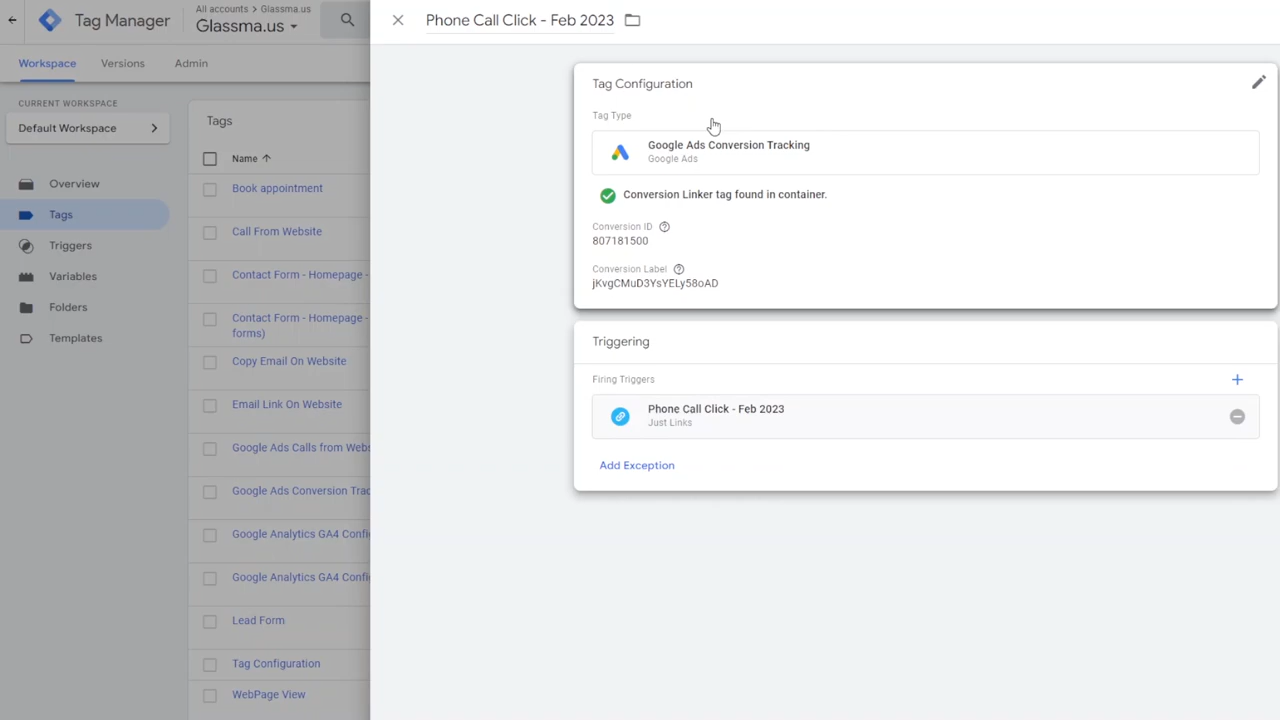 Tag Manager
All accounts > Glassma.us
Glassma.us
Phone Call Click - Feb 2023
Workspace
Versions
Admin
CURRENT WORKSPACE
Default Workspace
Overview
Tags
Triggers
Variables
Folders
Templates
Tags
Name
Book appointment
Call From Website
Contact Form - Homepage -
Contact Form - Homepage -
forms)
Copy Email On Website
Email Link On Website
Google Ads Calls from Webs
Google Ads Conversion Trac
Google Analytics GA4 Confi
Google Analytics GA4 Confi
Lead Form
Tag Configuration
WebPage View
Tag Configuration
Tag Type
Google Ads Conversion Tracking
Google Ads
Conversion Linker tag found in container.
Conversion ID
807181500
Conversion Label
jKvgCMuD3YsYELy58oAD
Triggering
Firing Triggers
Phone Call Click - Feb 2023
Just Links
Add Exception